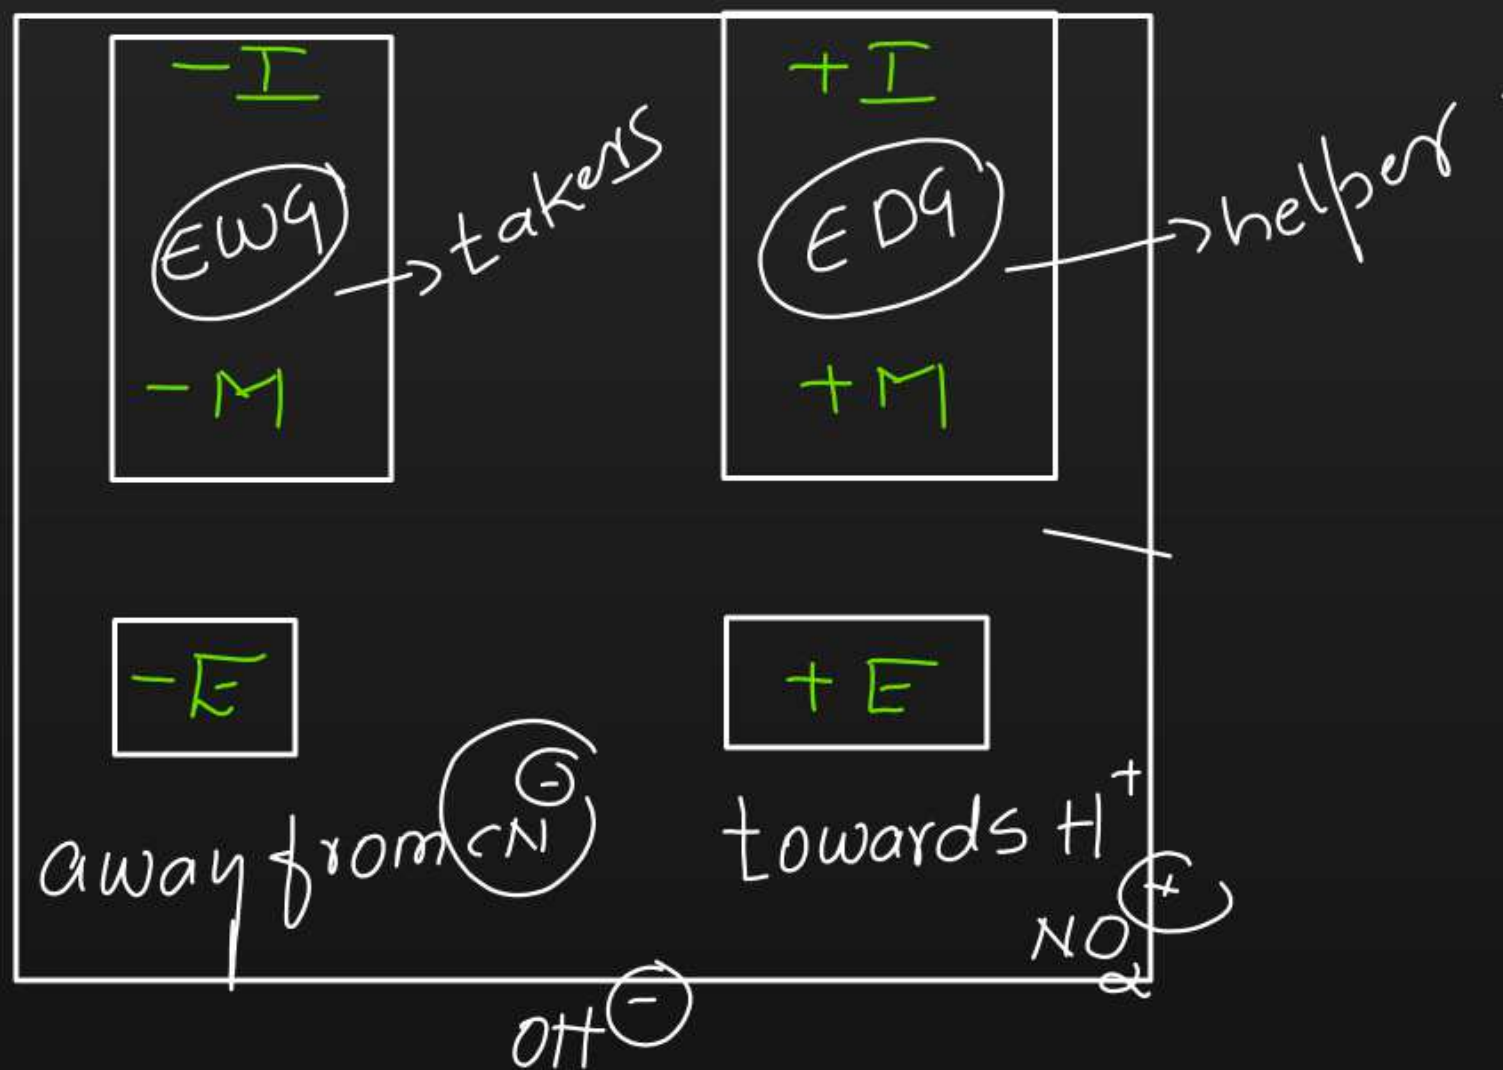 -I
EWG → takers
-M
+I
EDG → helper
+M
-E
away from CN⊖
OH⊖
+E
towards H⁺
NO₂⊕